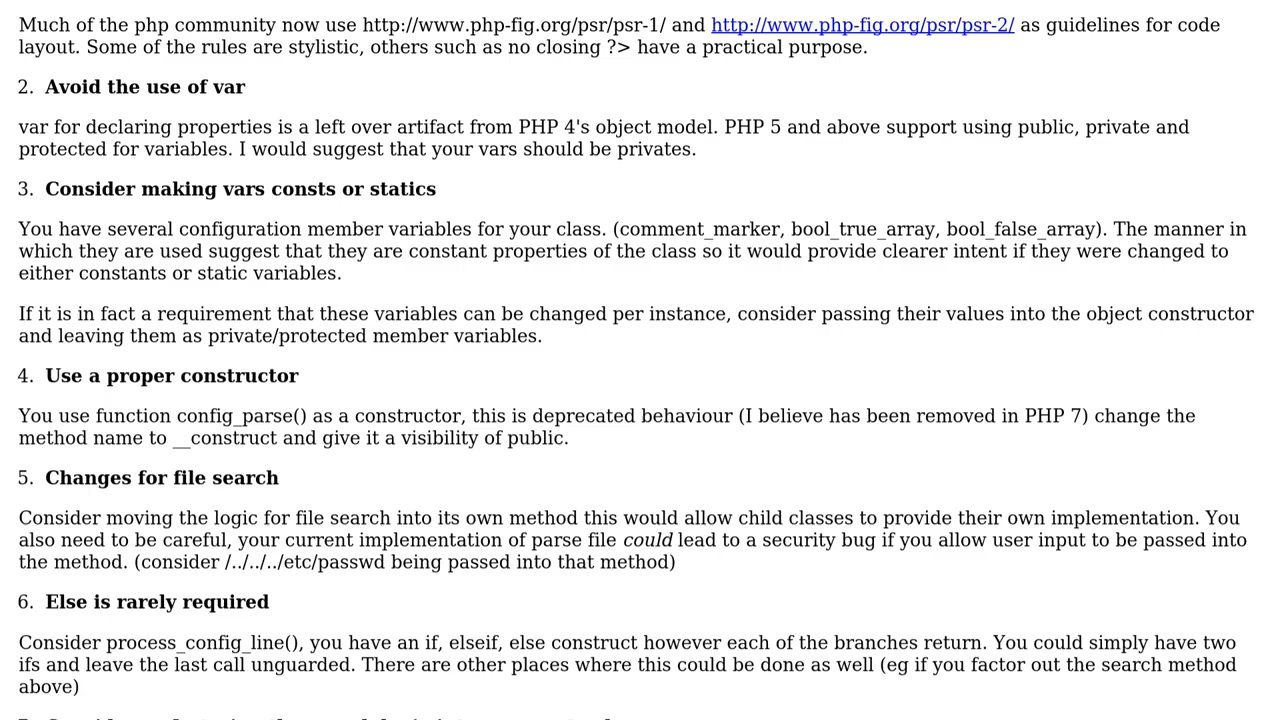 Much of the php community now use http://www.php-fig.org/psr/psr-1/ and http://www.php-fig.org/psr/psr-2/ as guidelines for code
layout. Some of the rules are stylistic, others such as no closing ?> have a practical purpose.
2. Avoid the use of var
var for declaring properties is a left over artifact from PHP 4's object model. PHP 5 and above support using public, private and
protected for variables. I would suggest that your vars should be privates.
3. Consider making vars consts or statics
You have several configuration member variables for your class. (comment_marker, bool_true_array, bool_false_array). The manner in
which they are used suggest that they are constant properties of the class so it would provide clearer intent if they were changed to
either constants or static variables.
If it is in fact a requirement that these variables can be changed per instance, consider passing their values into the object constructor
and leaving them as private/protected member variables.
4. Use a proper constructor
You use function config_parse() as a constructor, this is deprecated behaviour (I believe has been removed in PHP 7) change the
method name to __construct and give it a visibility of public.
5. Changes for file search
Consider moving the logic for file search into its own method this would allow child classes to provide their own implementation. You
also need to be careful, your current implementation of parse file could lead to a security bug if you allow user input to be passed into
the method. (consider /../../../etc/passwd being passed into that method)
6. Else is rarely required
Consider process_config_line(), you have an if, elseif, else construct however each of the branches return. You could simply have two
ifs and leave the last call unguarded. There are other places where this could be done as well (eg if you factor out the search method
above)